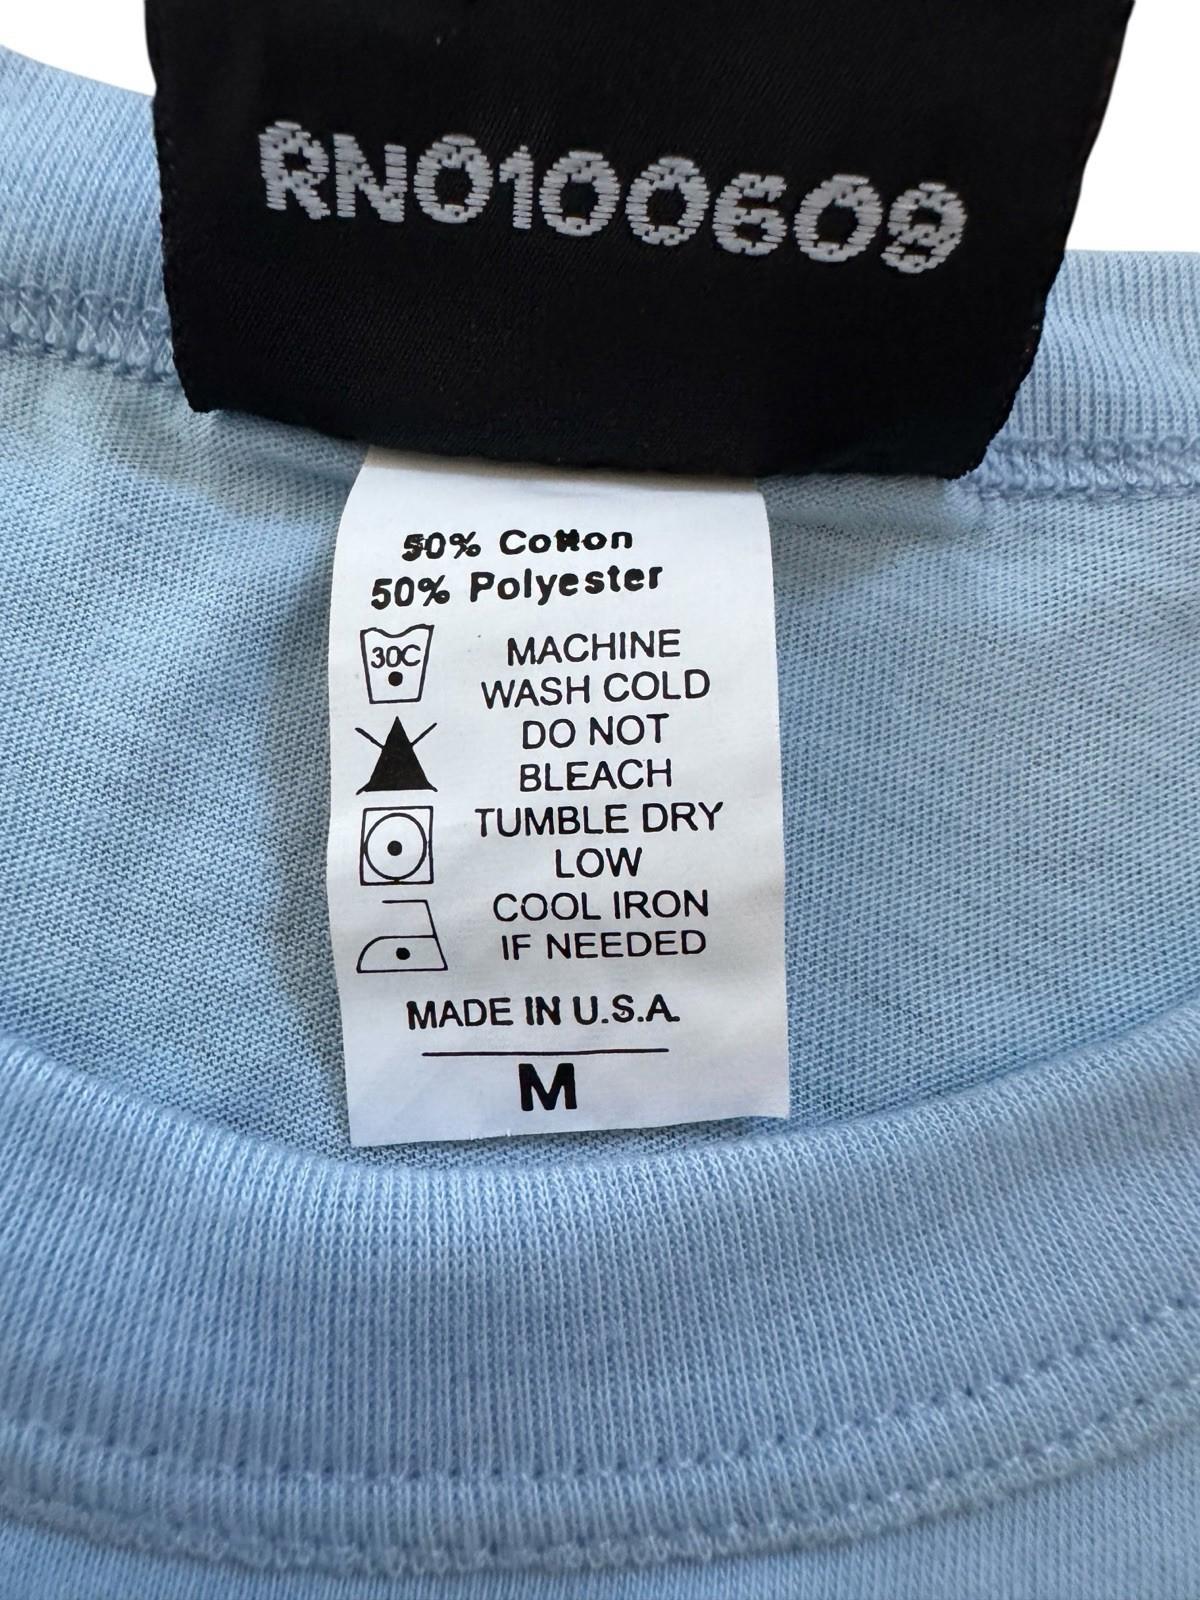 RN0100609
50% Cotton
50% Polyester
30C
MACHINE
WASH COLD
DO NOT
BLEACH
TUMBLE DRY
LOW
COOL IRON
IF NEEDED
MADE IN U.S.A.
M